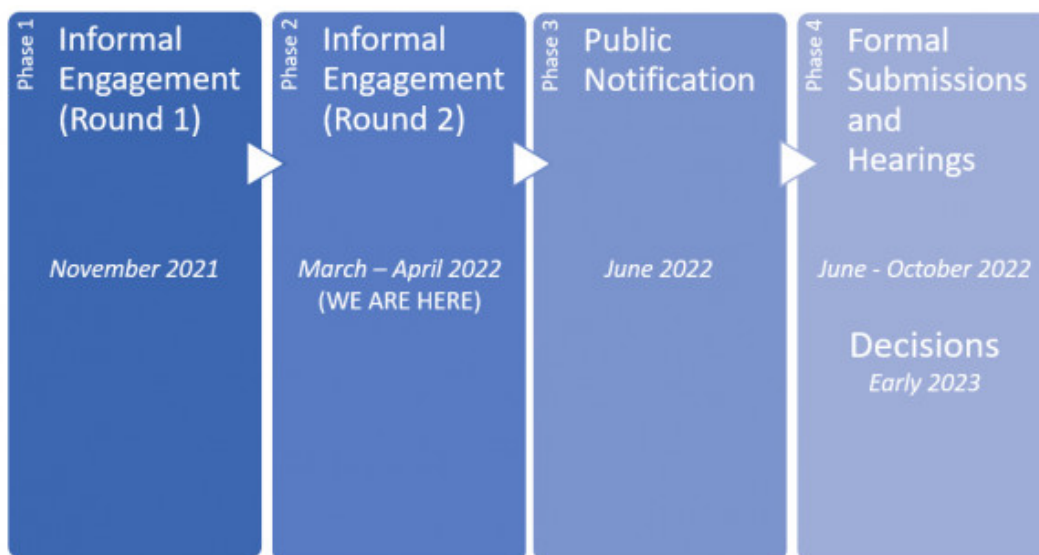 Phase 1
Informal
Engagement
(Round 1)
November 2021
Phase 2
Informal
Engagement
(Round 2)
March – April 2022
(WE ARE HERE)
Phase 3
Public
Notification
June 2022
Phase 4
Formal
Submissions
and
Hearings
June - October 2022
Decisions
Early 2023